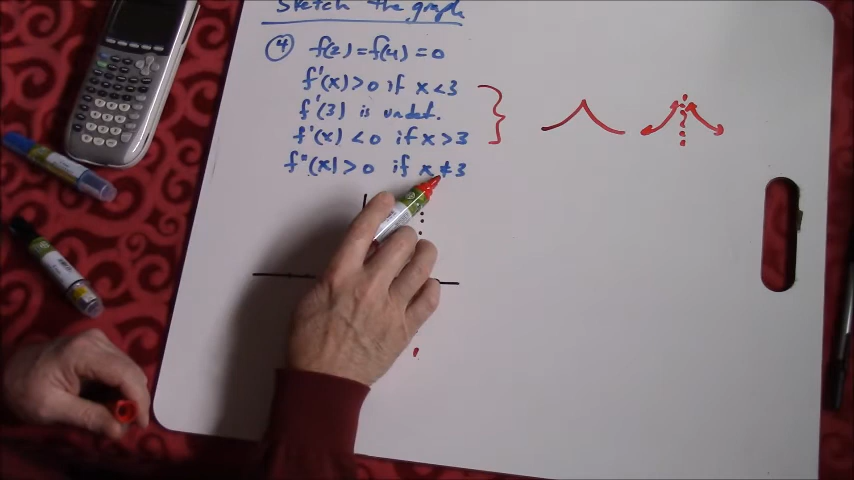 Sketch the graph
④ f(2) = f(4) = 0
f'(x) > 0 if x < 3
f'(3) is undef.
f'(x) < 0 if x > 3
f"(x) > 0 if x ≠ 3